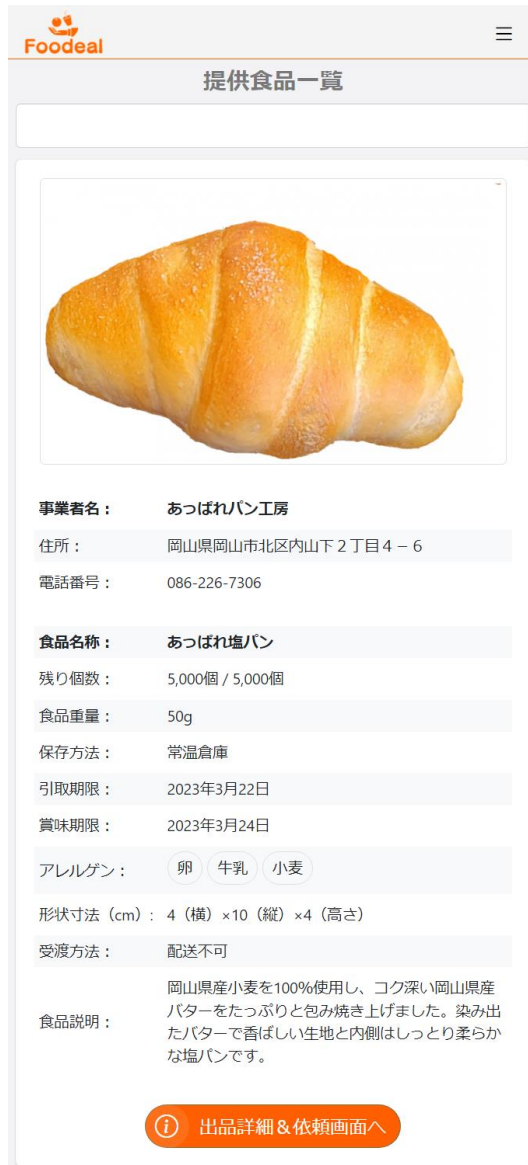 Foodeal
提供食品一覧
事業者名： あっぱれパン工房
住所： 岡山県岡山市北区内山下２丁目４－６
電話番号： 086-226-7306
食品名称： あっぱれ塩パン
残り個数： 5,000個 / 5,000個
食品重量： 50g
保存方法： 常温倉庫
引取期限： 2023年3月22日
賞味期限： 2023年3月24日
アレルゲン： 卵 牛乳 小麦
形状寸法（cm）: 4（横）×10（縦）×4（高さ）
受渡方法： 配送不可
食品説明： 岡山県産小麦を100%使用し、コク深い岡山県産
バターをたっぷりと包み焼き上げました。染み出
たバターで香ばしい生地と内側はしっとり柔らか
な塩パンです。
出品詳細＆依頼画面へ